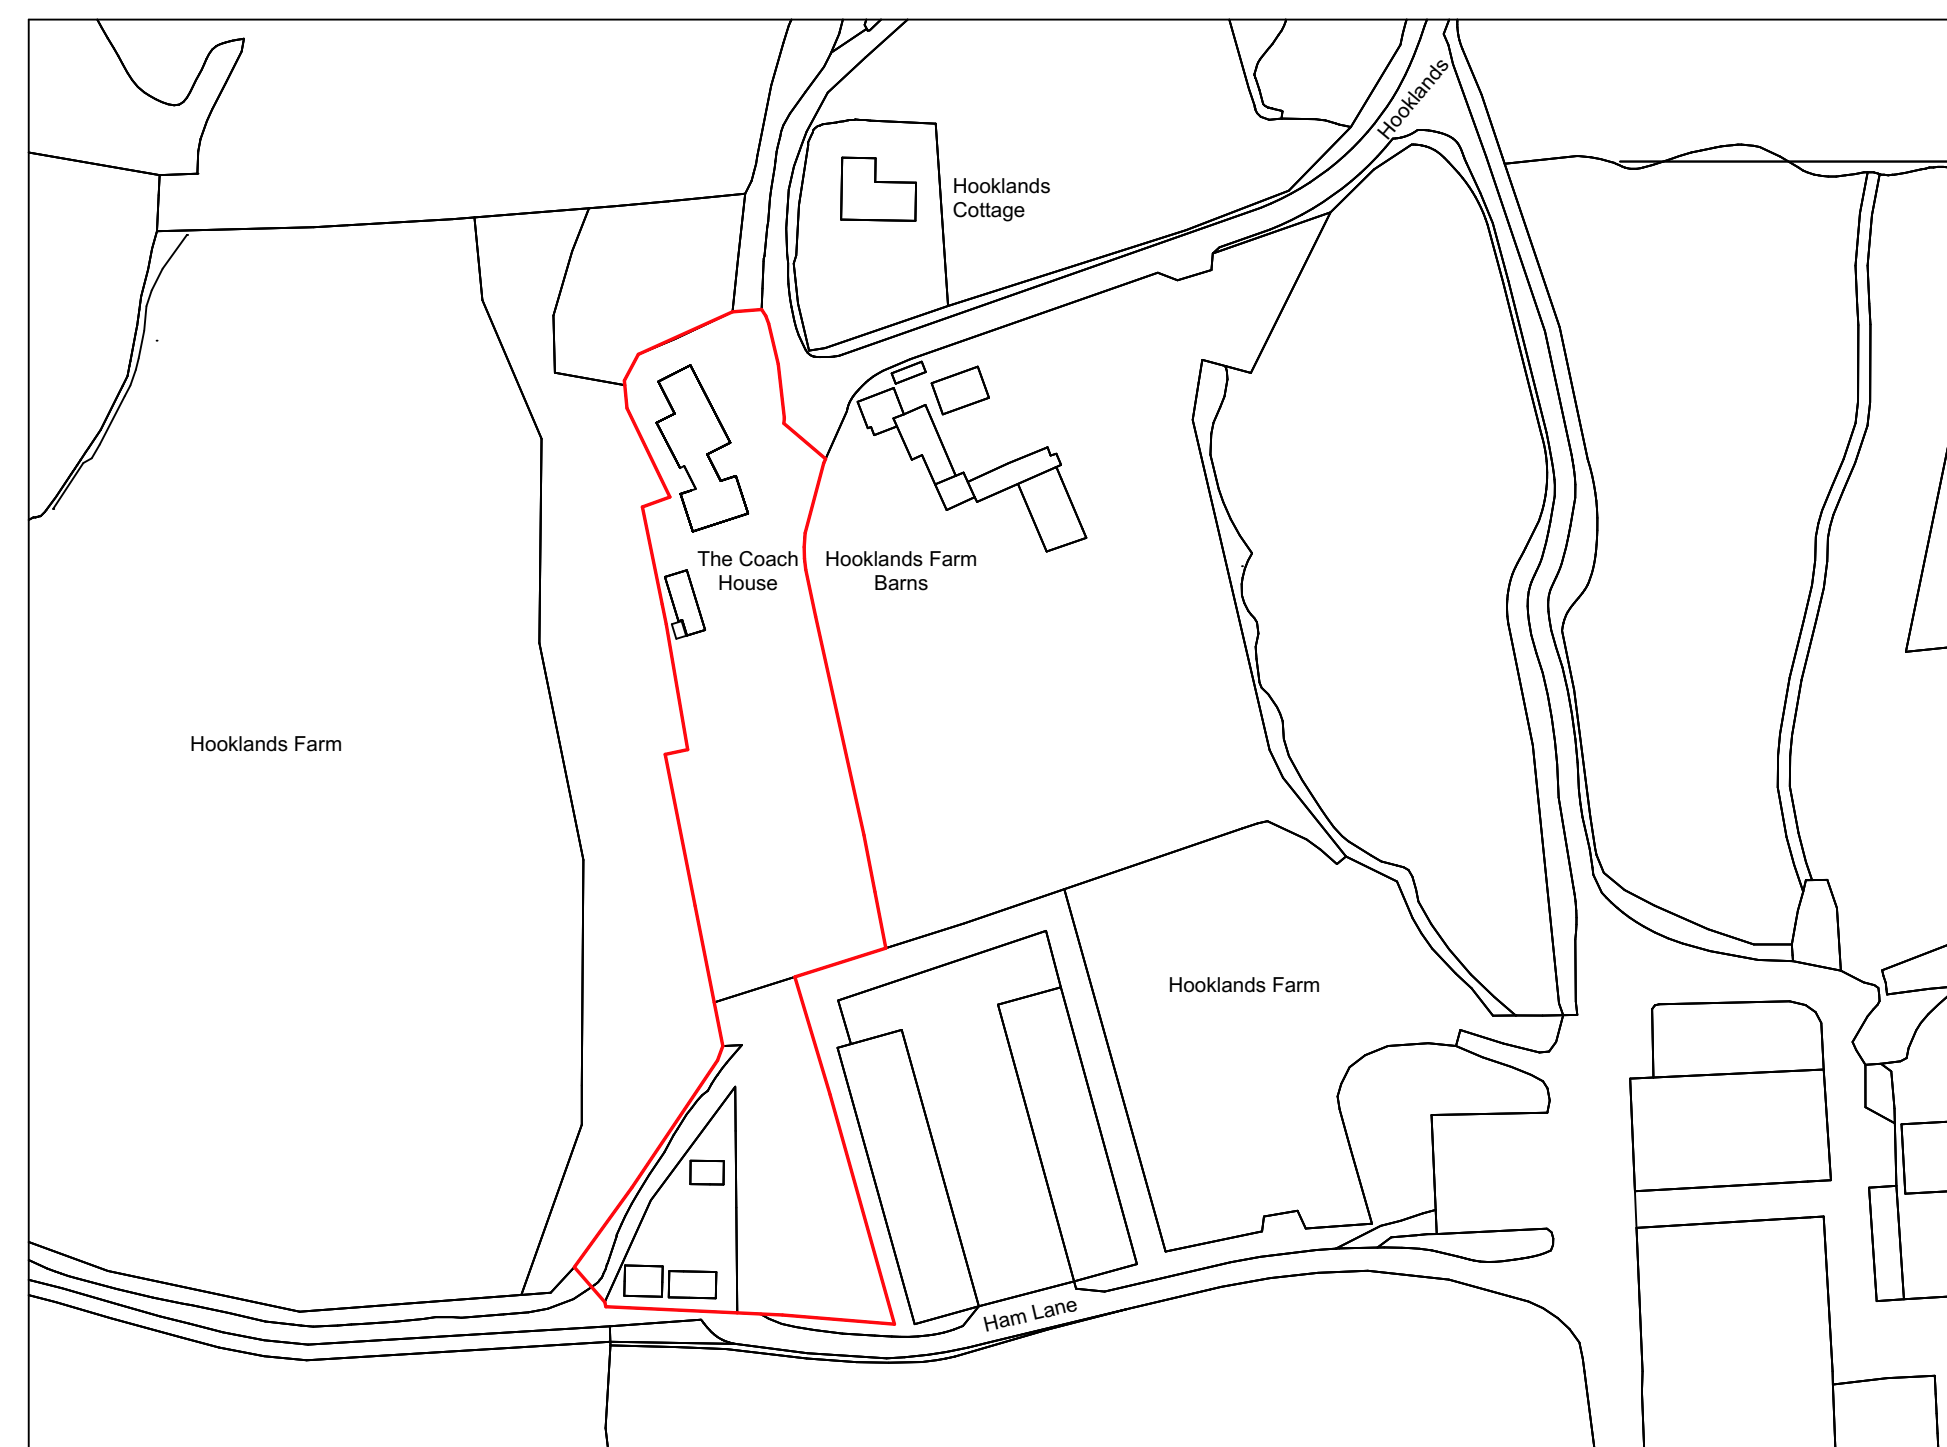 Hooklands
Hooklands
Cottage
The Coach
House
Hooklands Farm
Barns
Hooklands Farm
Hooklands Farm
Ham Lane